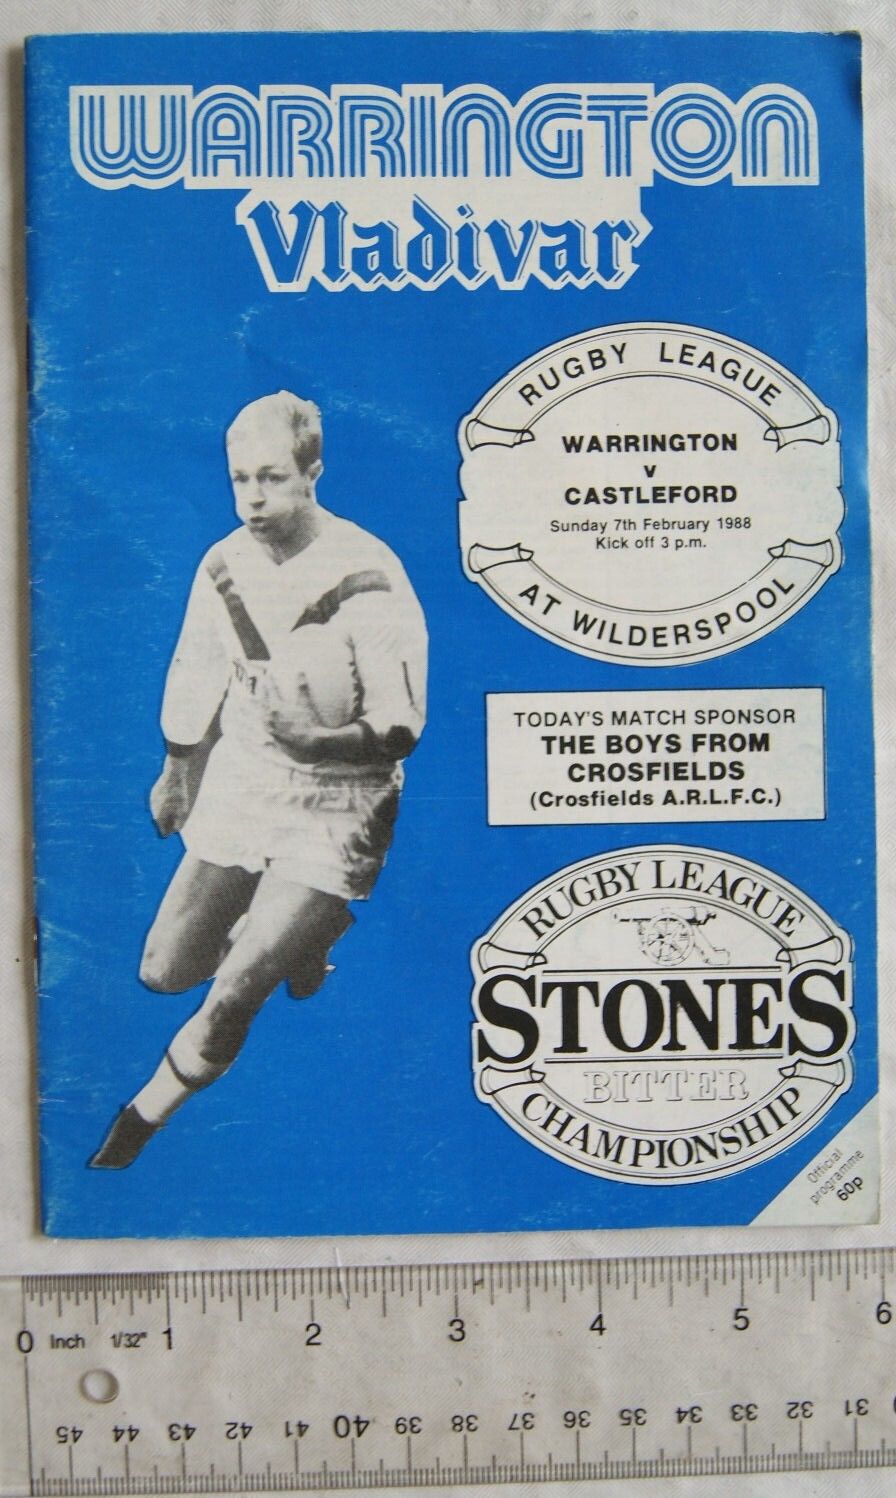 WARRINGTON
Vladivar
RUGBY LEAGUE
WARRINGTON
v
CASTLEFORD
Sunday 7th February 1988
Kick off 3 p.m.
AT WILDERSPOOL
TODAY'S MATCH SPONSOR
THE BOYS FROM
CROSFIELDS
(Crosfields A.R.L.F.C.)
RUGBY LEAGUE
STONES
BITTER
CHAMPIONSHIP
Official
programme
60p
0 Inch 1/32" 1 2 3 4 5 6
45 44 43 42 41 40 39 38 37 36 35 34 33 32 31